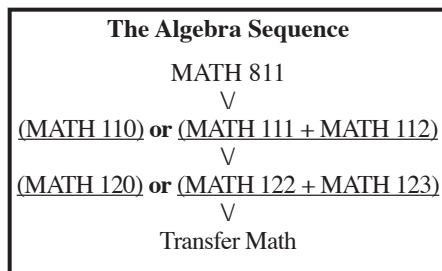 The Algebra Sequence
MATH 811
\/
(MATH 110) or (MATH 111 + MATH 112)
\/
(MATH 120) or (MATH 122 + MATH 123)
\/
Transfer Math